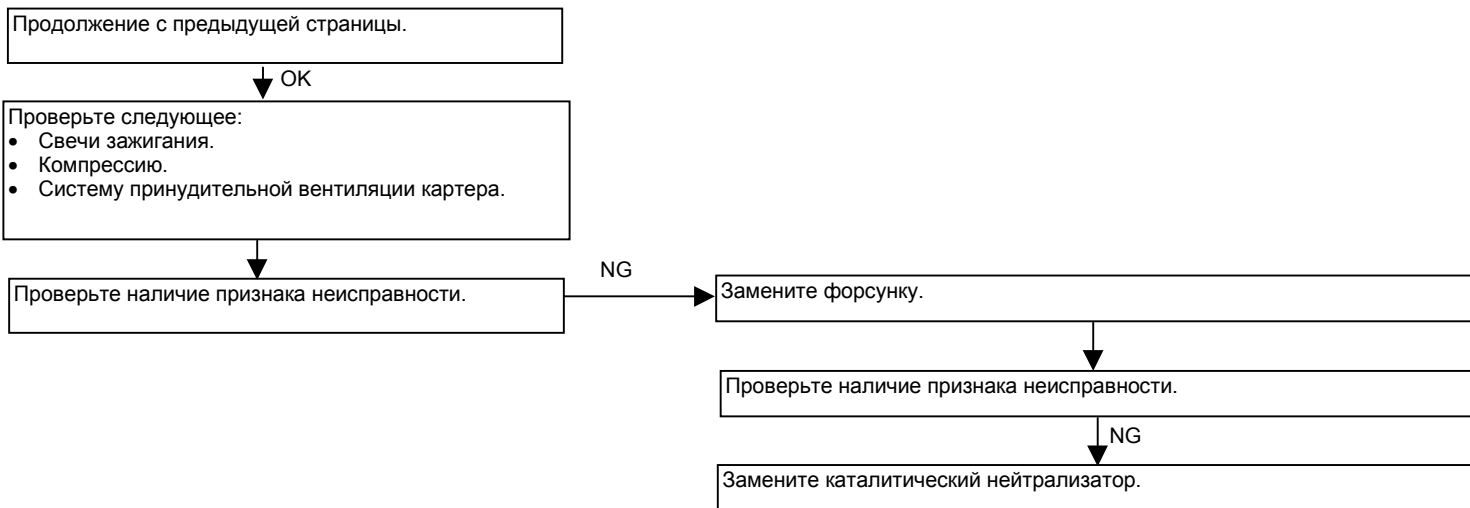 Продолжение с предыдущей страницы.
OK
Проверьте следующее:
• Свечи зажигания.
• Компрессию.
• Систему принудительной вентиляции картера.
Проверьте наличие признака неисправности.
NG
Замените форсунку.
Проверьте наличие признака неисправности.
NG
Замените каталитический нейтрализатор.